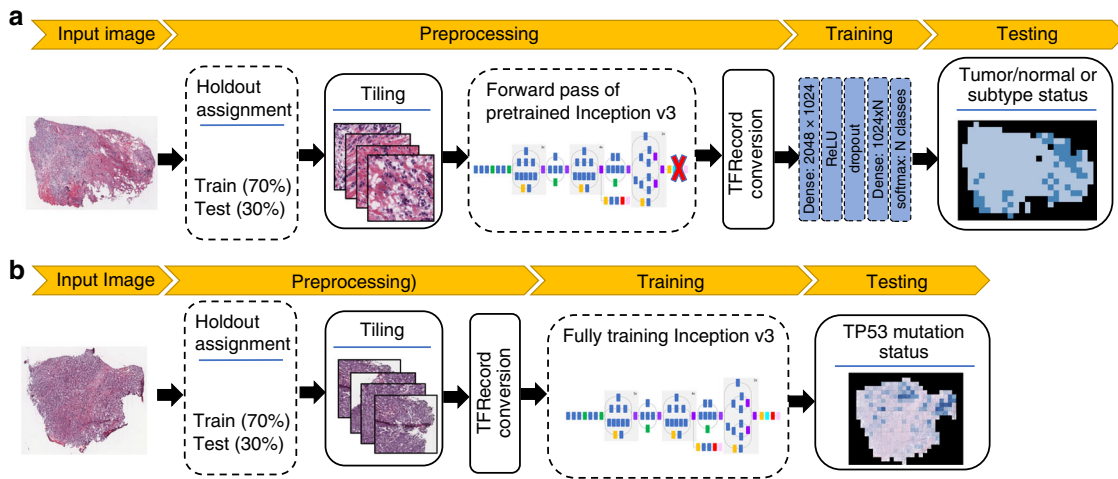 a
Input image
Preprocessing
Training
Testing
Holdout
assignment
Train (70%)
Test (30%)
Tiling
Forward pass of
pretrained Inception v3
TFRecord
conversion
Dense: 2048 × 1024
ReLU
dropout
Dense: 1024xN
softmax: N classes
Tumor/normal or
subtype status
b
Input Image
Preprocessing)
Training
Testing
Holdout
assignment
Train (70%)
Test (30%)
Tiling
TFRecord
conversion
Fully training Inception v3
TP53 mutation
status